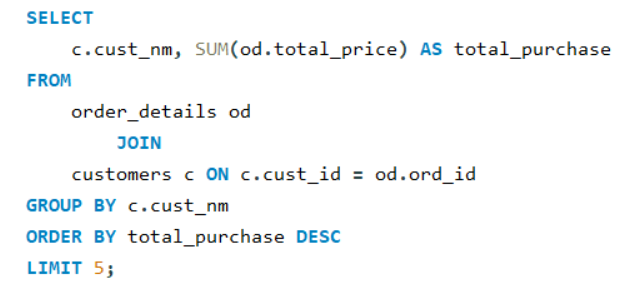 SELECT
c.cust_nm, SUM(od.total_price) AS total_purchase
FROM
order_details od
JOIN
customers c ON c.cust_id = od.ord_id
GROUP BY c.cust_nm
ORDER BY total_purchase DESC
LIMIT 5;